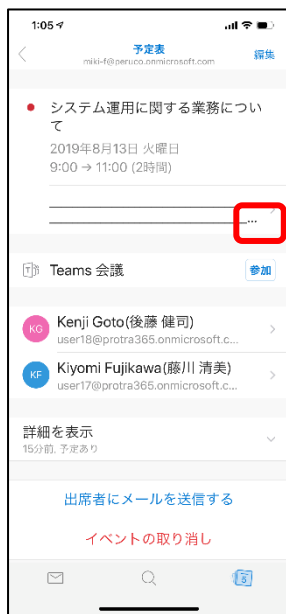 1:05
予定表
miki-f@peruco.onmicrosoft.com
編集
システム運用に関する業務につい
て
2019年8月13日 火曜日
9:00 → 11:00 (2時間)
...
Teams 会議
参加
KG
Kenji Goto(後藤 健司)
user18@protra365.onmicrosoft.c...
KF
Kiyomi Fujikawa(藤川 清美)
user17@protra365.onmicrosoft.c...
詳細を表示
15分前, 予定あり
出席者にメールを送信する
イベントの取り消し
5